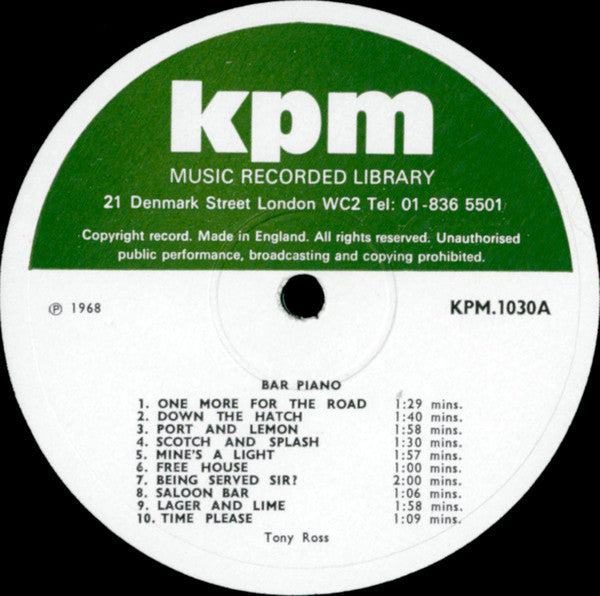 kpm
MUSIC RECORDED LIBRARY
21 Denmark Street London WC2 Tel: 01-836 5501
Copyright record. Made in England. All rights reserved. Unauthorised
public performance, broadcasting and copying prohibited.
℗ 1968 KPM.1030A
BAR PIANO
1. ONE MORE FOR THE ROAD 1:29 mins.
2. DOWN THE HATCH 1:40 mins.
3. PORT AND LEMON 1:58 mins.
4. SCOTCH AND SPLASH 1:30 mins.
5. MINE'S A LIGHT 1:57 mins.
6. FREE HOUSE 1:00 mins.
7. BEING SERVED SIR? 2:00 mins.
8. SALOON BAR 1:06 mins.
9. LAGER AND LIME 1:58 mins.
10. TIME PLEASE 1:09 mins.
Tony Ross